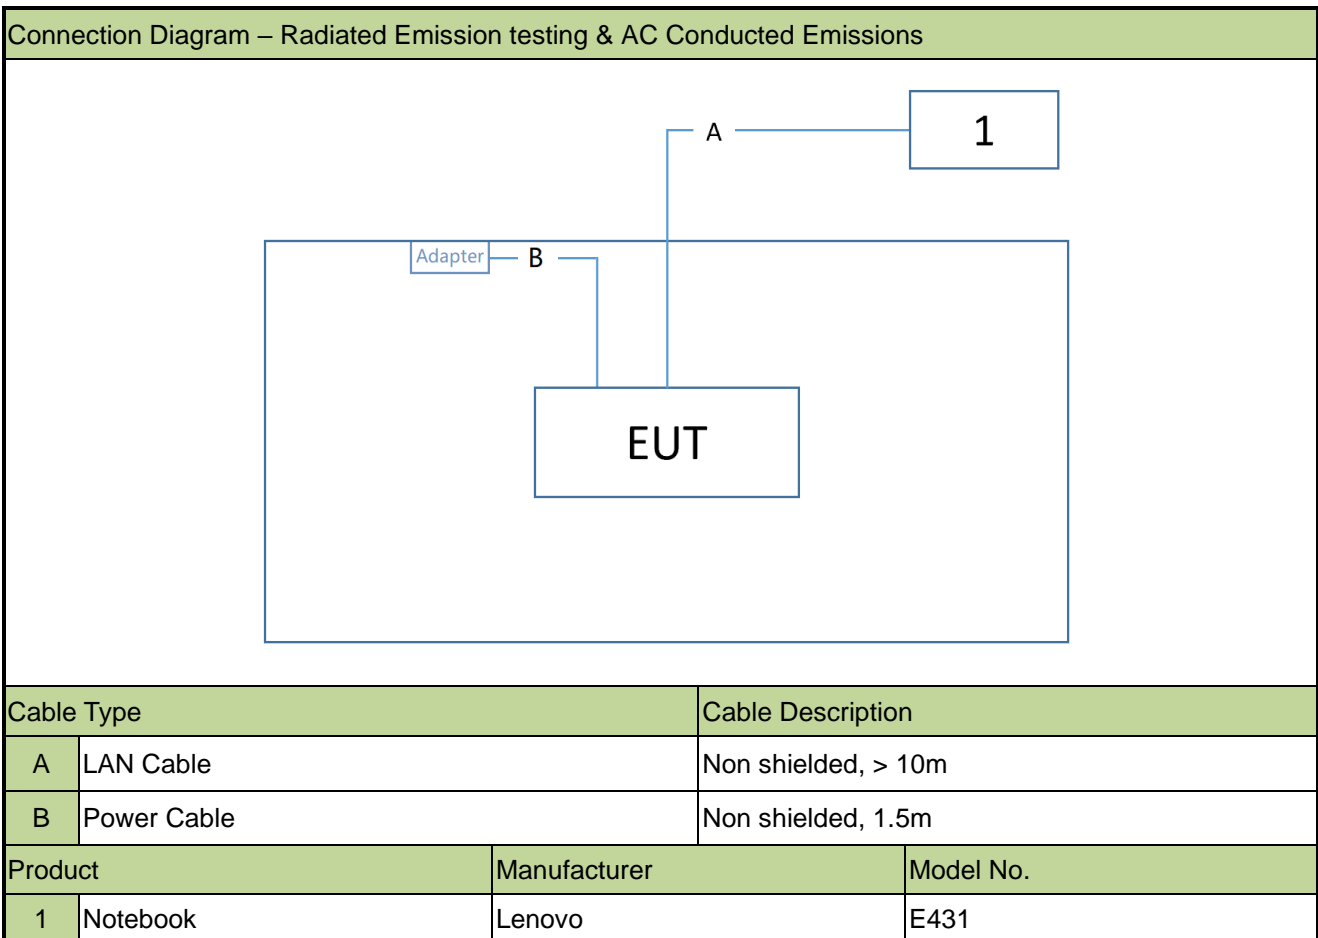 Connection Diagram – Radiated Emission testing & AC Conducted Emissions
A
1
Adapter
B
EUT
Cable Type Cable Description
A LAN Cable Non shielded, > 10m
B Power Cable Non shielded, 1.5m
Product Manufacturer Model No.
1 Notebook Lenovo E431